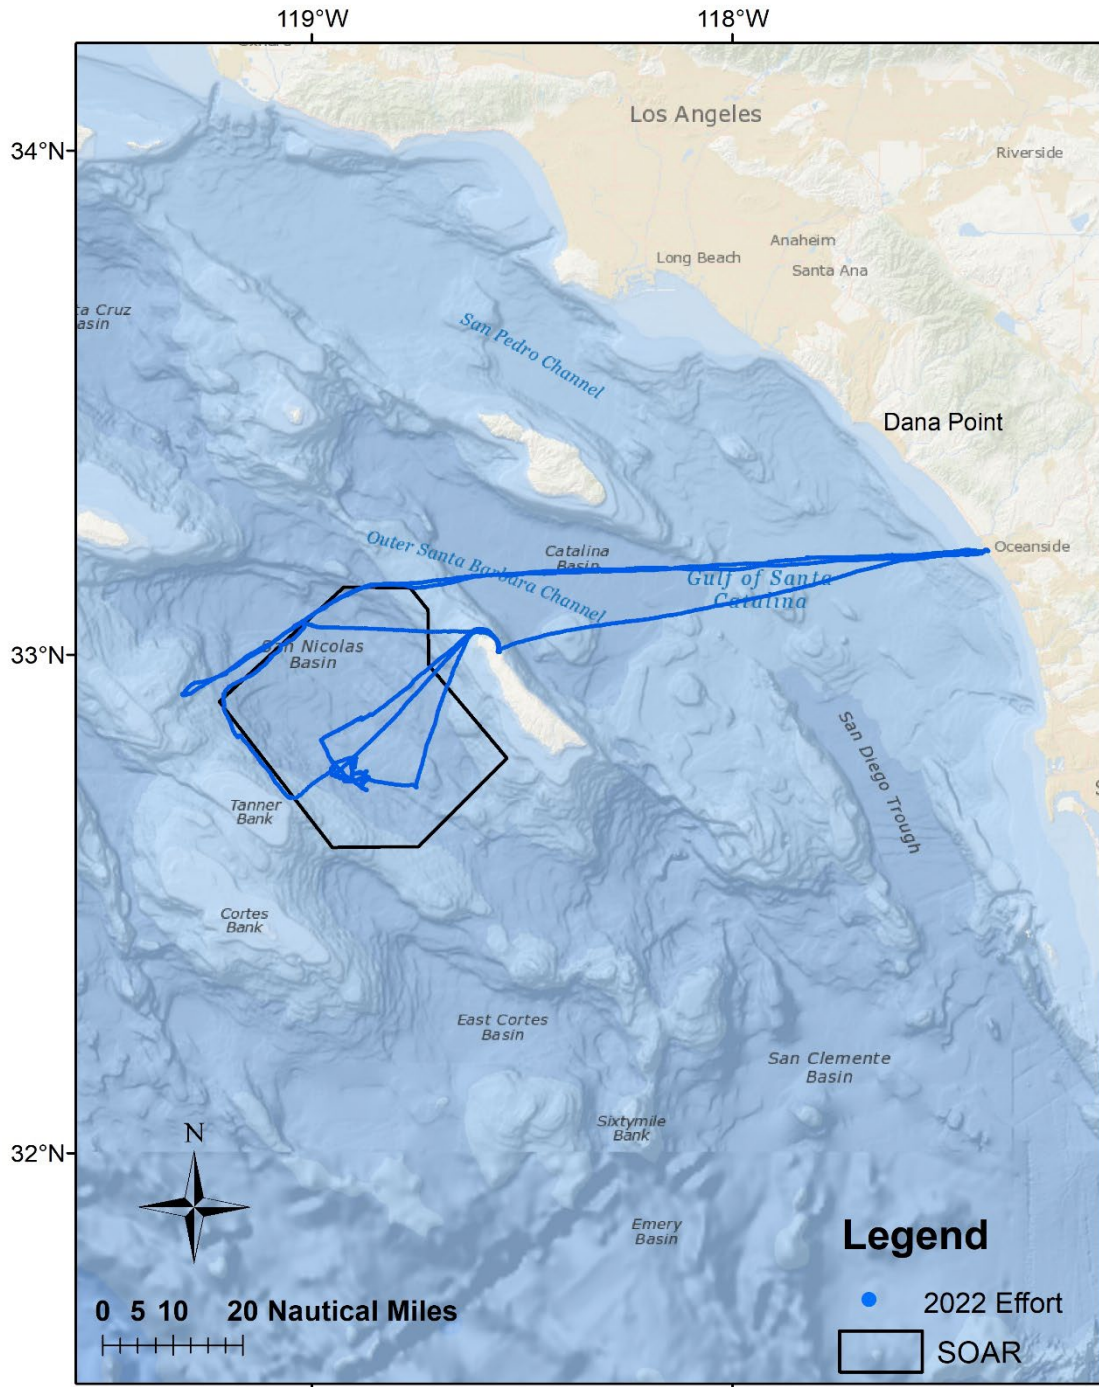 119°W
118°W
34°N
Los Angeles
Riverside
Anaheim
Long Beach
Santa Ana
San Pedro Channel
Dana Point
Outer Santa Barbara Channel
Catalina
Basin
Oceanside
Gulf of Santa
Catalina
33°N
San Nicolas
Basin
San Diego Trough
Tanner
Bank
Cortes
Bank
East Cortes
Basin
San Clemente
Basin
Sixtymile
Bank
32°N
N
Emery
Basin
Legend
2022 Effort
SOAR
0 5 10 20 Nautical Miles